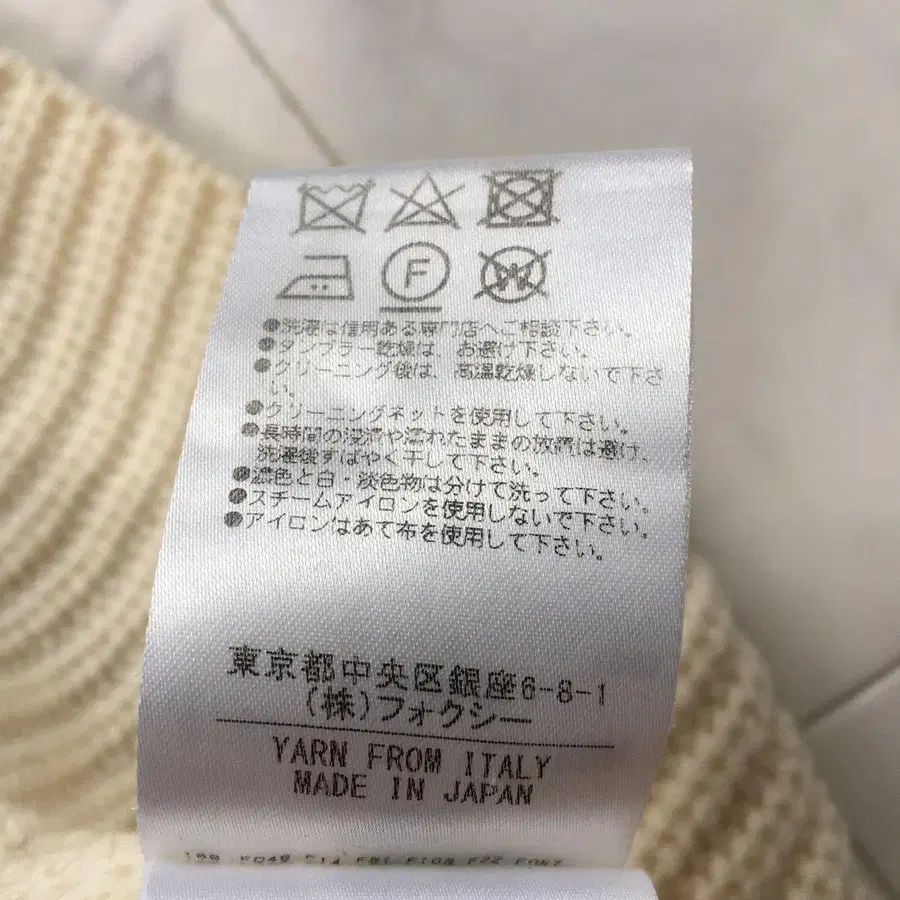 F
W
●洗濯は信用ある専門店へご相談下さい。
●タンブラー乾燥は、お避け下さい。
●クリーニング後は、高温乾燥しないで下さ
い。
●クリーニングネットを使用して下さい。
●長時間の浸漬や濡れたままの放置は避け、
洗濯後すばやく干して下さい。
●濃色と白・淡色物は分けて洗って下さい。
●スチームアイロンを使用しないで下さい。
●アイロンはあて布を使用して下さい。
東京都中央区銀座6-8-1
(株)フォクシー
YARN FROM ITALY
MADE IN JAPAN